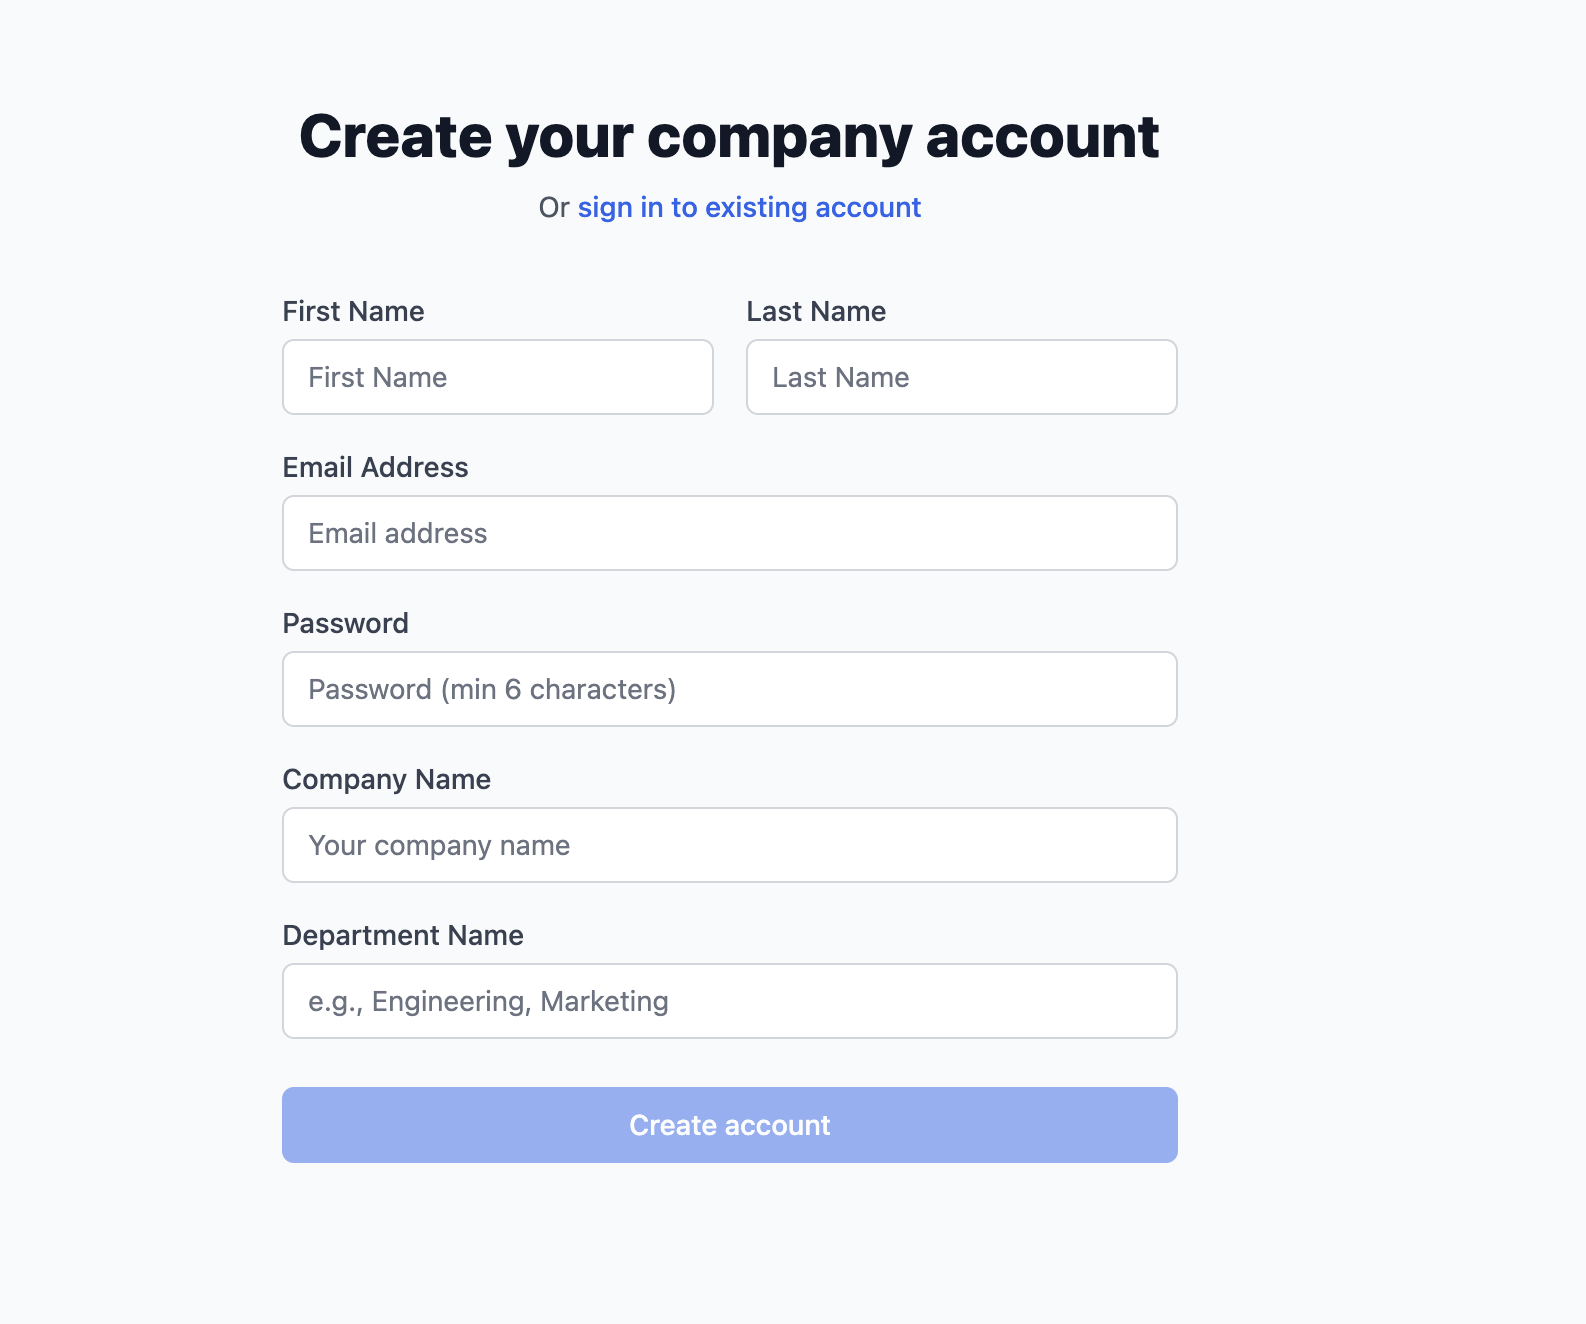 Create your company account
Or sign in to existing account
First Name
Last Name
First Name
Last Name
Email Address
Email address
Password
Password (min 6 characters)
Company Name
Your company name
Department Name
e.g., Engineering, Marketing
Create account